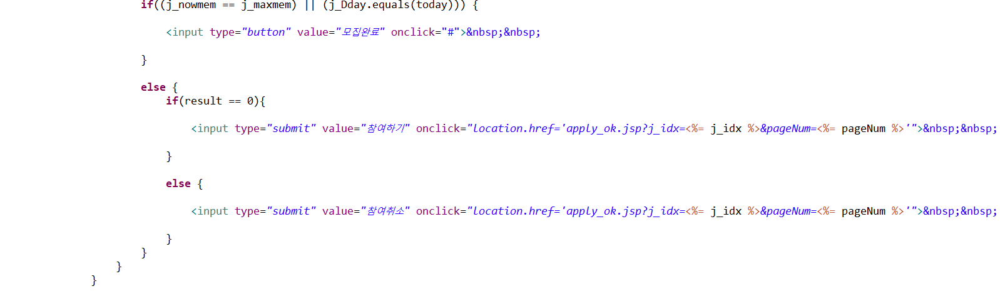 if((j_nowmem == j_maxmem) || (j_Dday.equals(today))) {
<input type="button" value="모집완료" onclick="#">&nbsp;&nbsp;
}
else {
if(result == 0){
<input type="submit" value="참여하기" onclick="location.href='apply_ok.jsp?j_idx=<%= j_idx %>&pageNum=<%= pageNum %>'">&nbsp;&nbsp;
}
else {
<input type="submit" value="참여취소" onclick="location.href='apply_ok.jsp?j_idx=<%= j_idx %>&pageNum=<%= pageNum %>'">&nbsp;&nbsp;
}
}
}
}